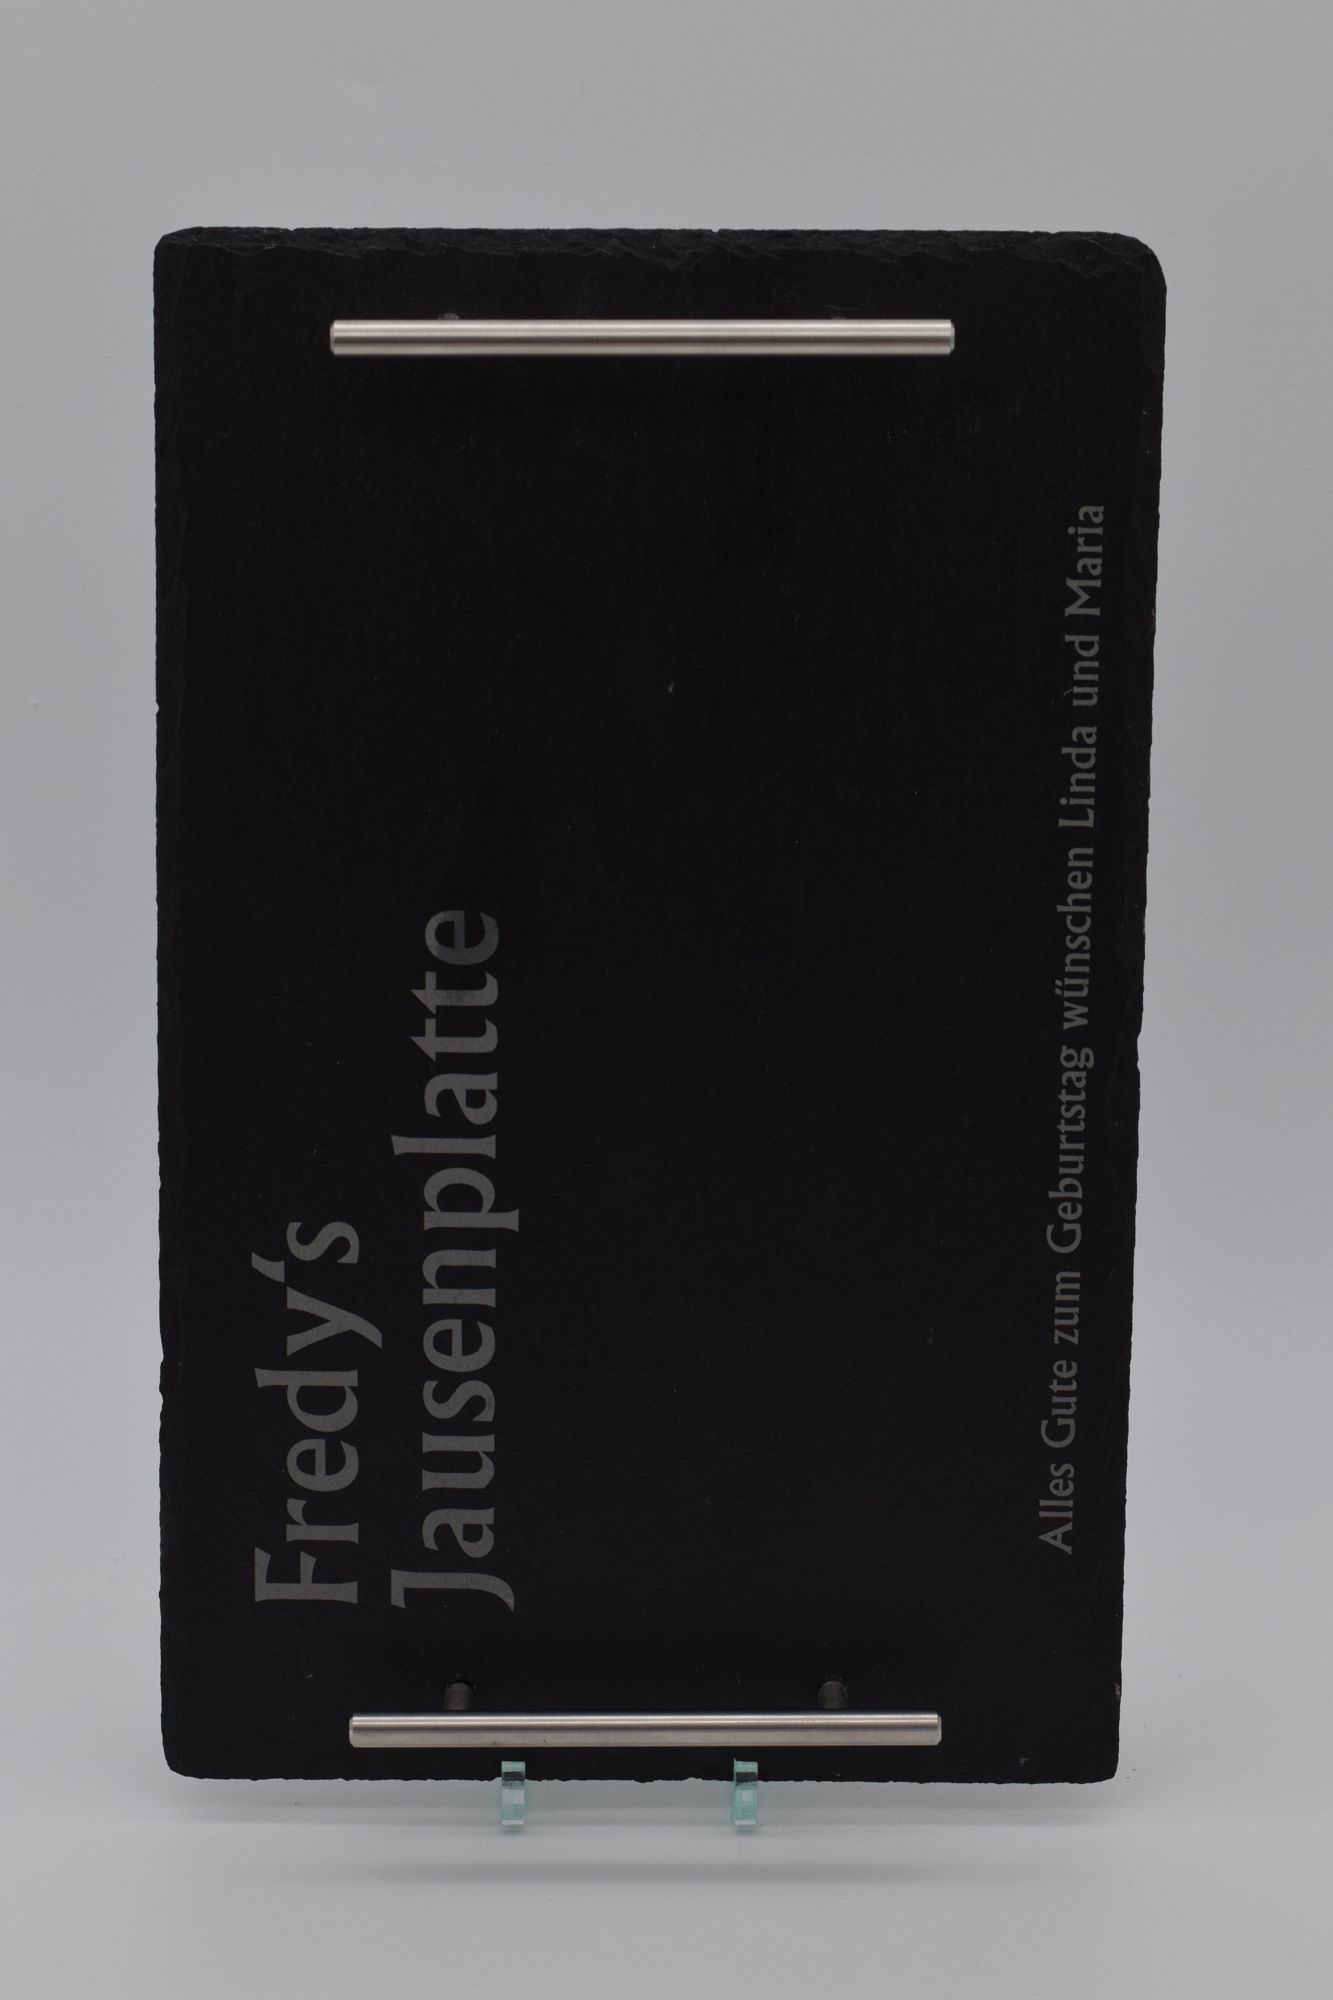 Fredy‘s
Jausenplatte
Alles Gute zum Geburtstag wünschen Linda und Maria